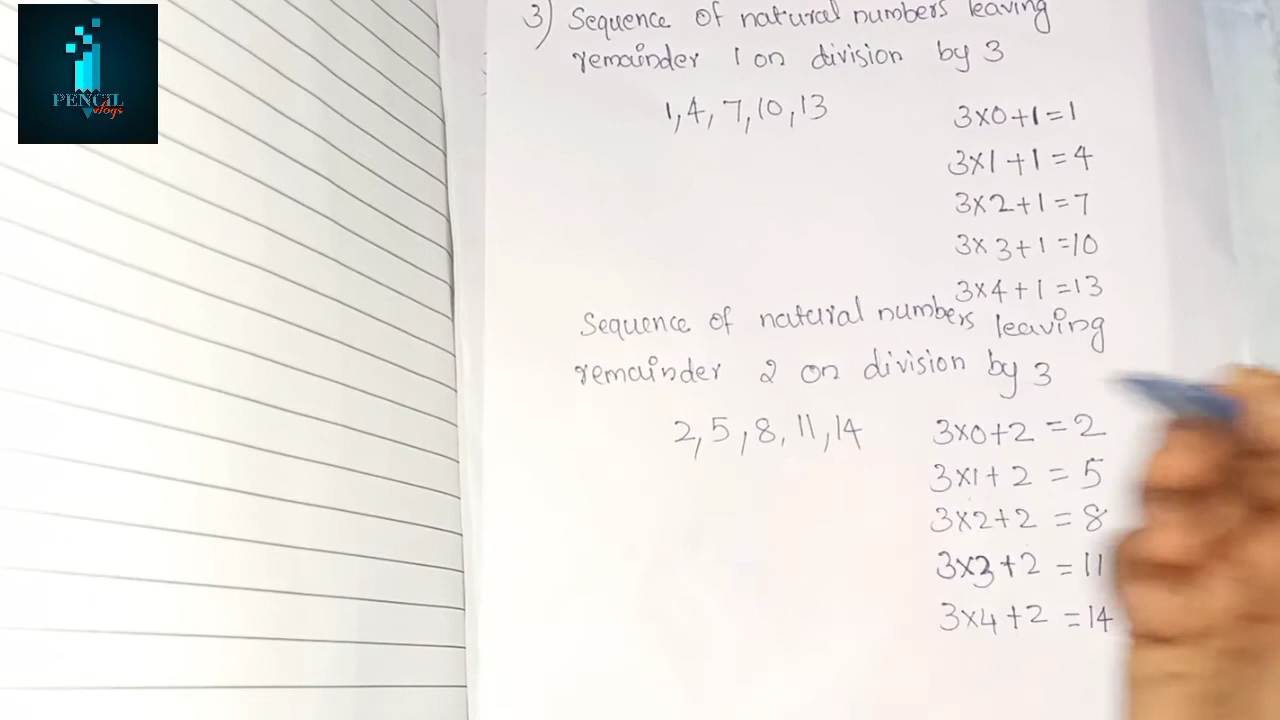 PENCIL
vlogs
3) Sequence of natural numbers leaving
remainder 1 on division by 3
1,4,7,10,13
3x0+1=1
3x1+1=4
3x2+1=7
3x3+1=10
3x4+1=13
Sequence of natural numbers leaving
remainder 2 on division by 3
2,5,8,11,14
3x0+2=2
3x1+2=5
3x2+2=8
3x3+2=11
3x4+2=14